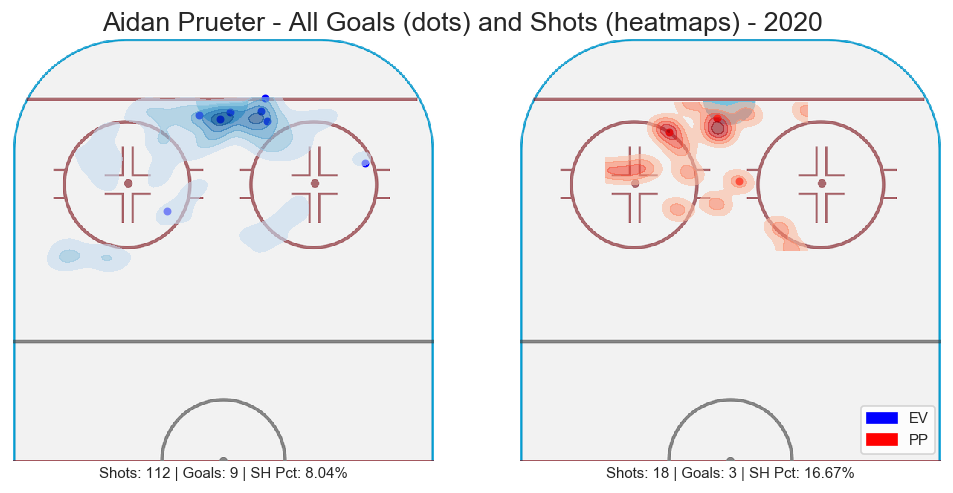 Aidan Prueter - All Goals (dots) and Shots (heatmaps) - 2020
EV
PP
Shots: 112 | Goals: 9 | SH Pct: 8.04%
Shots: 18 | Goals: 3 | SH Pct: 16.67%